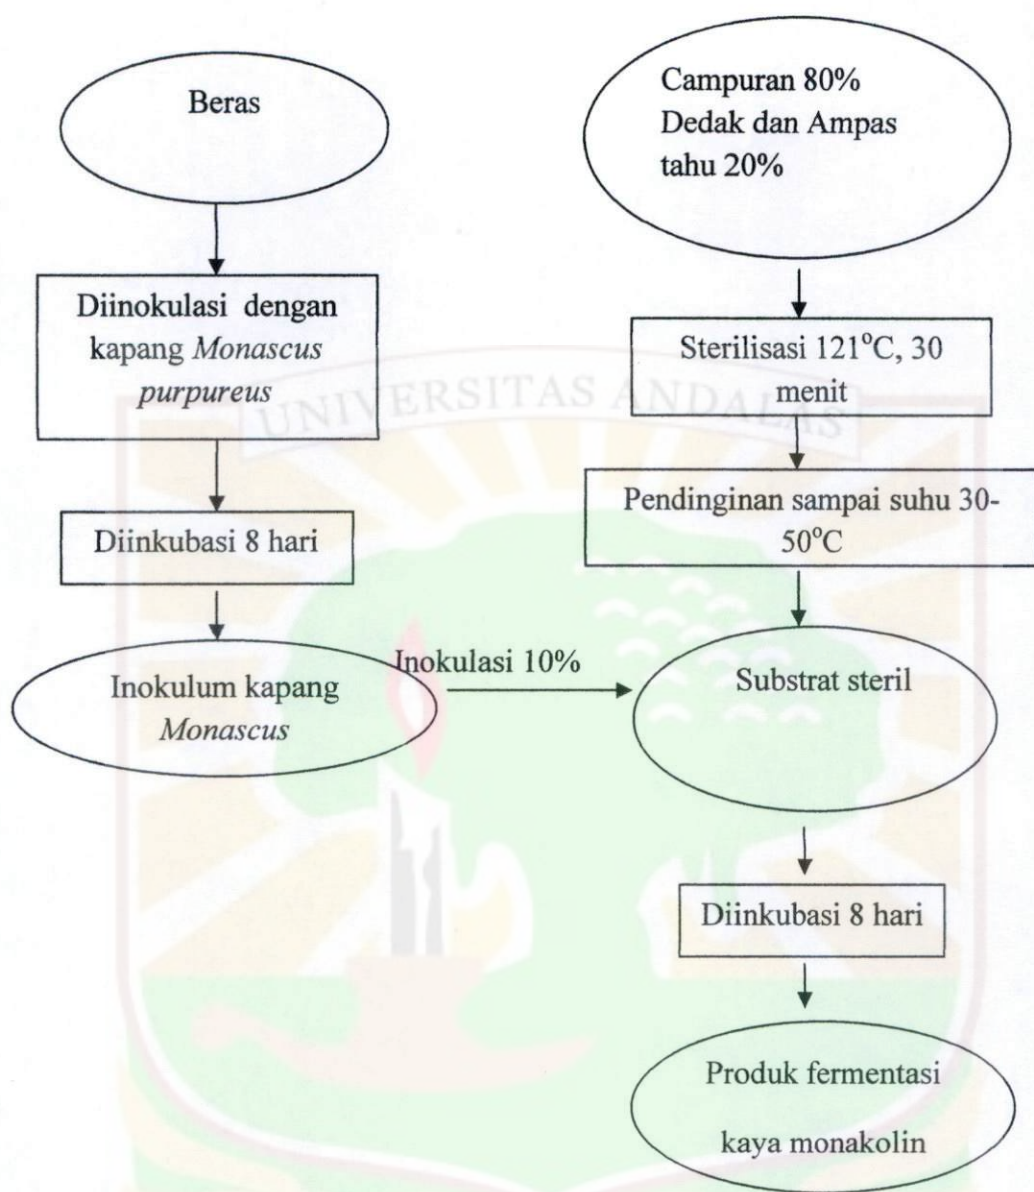 Beras
Diinokulasi dengan
kapang Monascus
purpureus
Diinkubasi 8 hari
Inokulum kapang
Monascus
Inokulasi 10%
Campuran 80%
Dedak dan Ampas
tahu 20%
Sterilisasi 121°C, 30
menit
Pendinginan sampai suhu 30-
50°C
Substrat steril
Diinkubasi 8 hari
Produk fermentasi
kaya monakolin
UNIVERSITAS ANDALAS